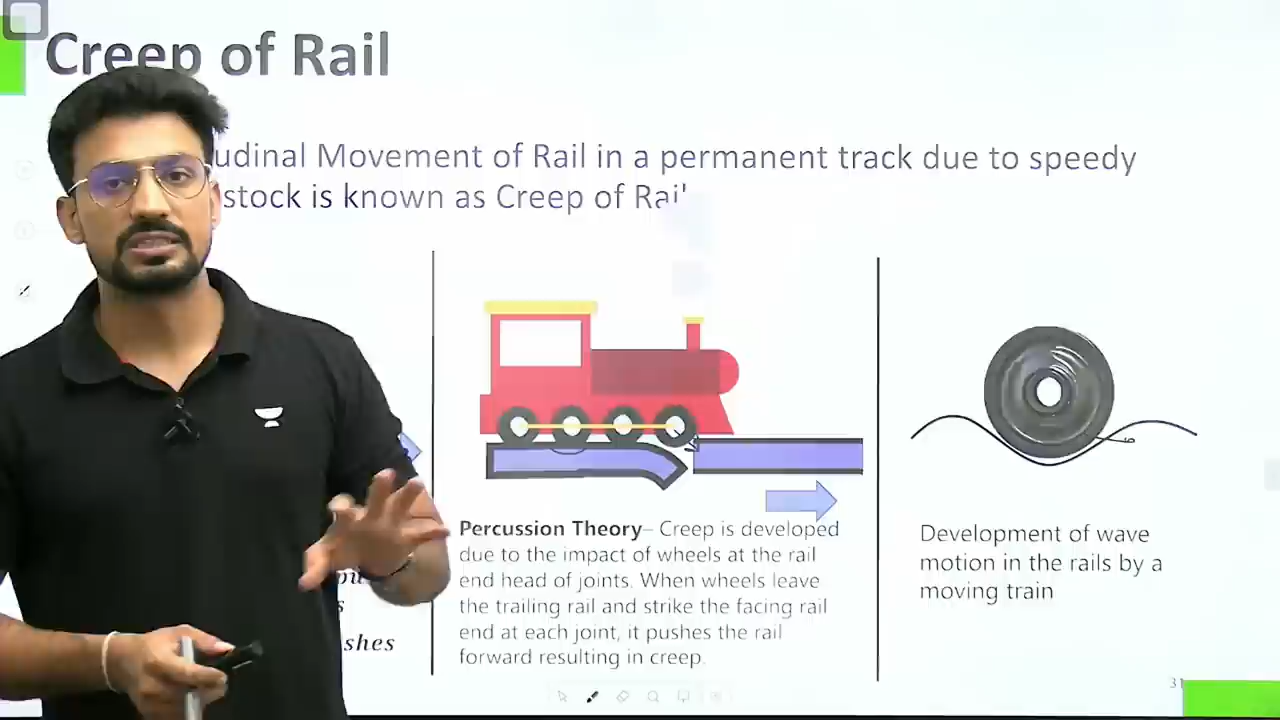 Creep of Rail
Movement of Rail in a permanent track due to speedy
stock is known as Creep of
Percussion Theory– Creep is developed
due to the impact of wheels at the rail
end head of joints. When wheels leave
the trailing rail and strike the facing rail
end at each joint, it pushes the rail
forward resulting in creep.
Development of wave
motion in the rails by a
moving train